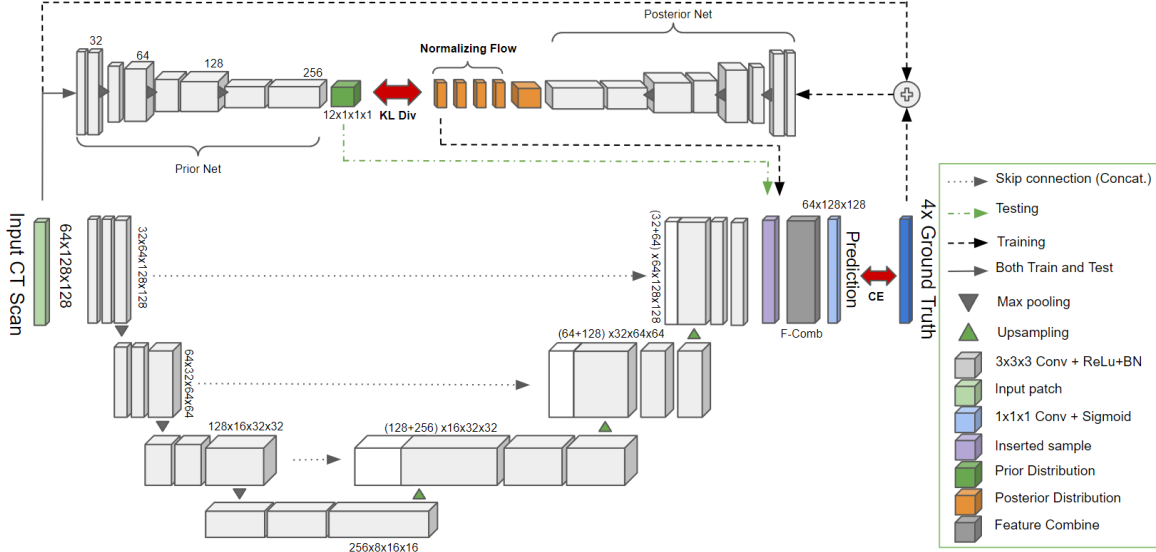 Posterior Net
32
64
128
256
Normalizing Flow
12x1x1x1
KL Div
Prior Net
Input CT Scan
64x128x128
32x64x128x128
(32+64) x64x128x128
64x128x128
Prediction
CE
4x Ground Truth
F-Comb
64x32x64x64
(64+128) x32x64x64
128x16x32x32
(128+256) x16x32x32
256x8x16x16
Skip connection (Concat.)
Testing
Training
Both Train and Test
Max pooling
Upsampling
3x3x3 Conv + ReLu+BN
Input patch
1x1x1 Conv + Sigmoid
Inserted sample
Prior Distribution
Posterior Distribution
Feature Combine